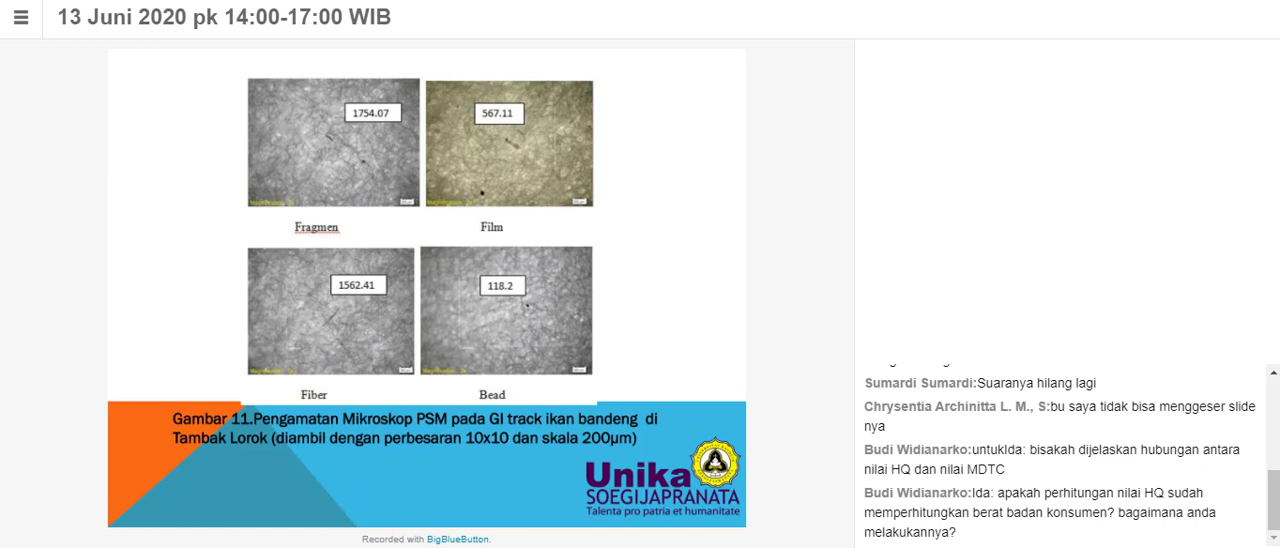 13 Juni 2020 pk 14:00-17:00 WIB
1754.07
567.11
Fragmen
Film
1562.41
118.2
Fiber
Bead
Gambar 11.Pengamatan Mikroskop PSM pada GI track ikan bandeng di
Tambak Lorok (diambil dengan perbesaran 10x10 dan skala 200µm)
Unika
SOEGIJAPRANATA
Talenta pro patria et humanitate
Recorded with BigBlueButton.
Sumardi Sumardi:Suaranya hilang lagi
Chrysentia Archinitta L. M., S:bu saya tidak bisa menggeser slide
nya
Budi Widianarko:untukIda: bisakah dijelaskan hubungan antara
nilai HQ dan nilai MDTC
Budi Widianarko:Ida: apakah perhitungan nilai HQ sudah
memperhitungkan berat badan konsumen? bagaimana anda
melakukannya?